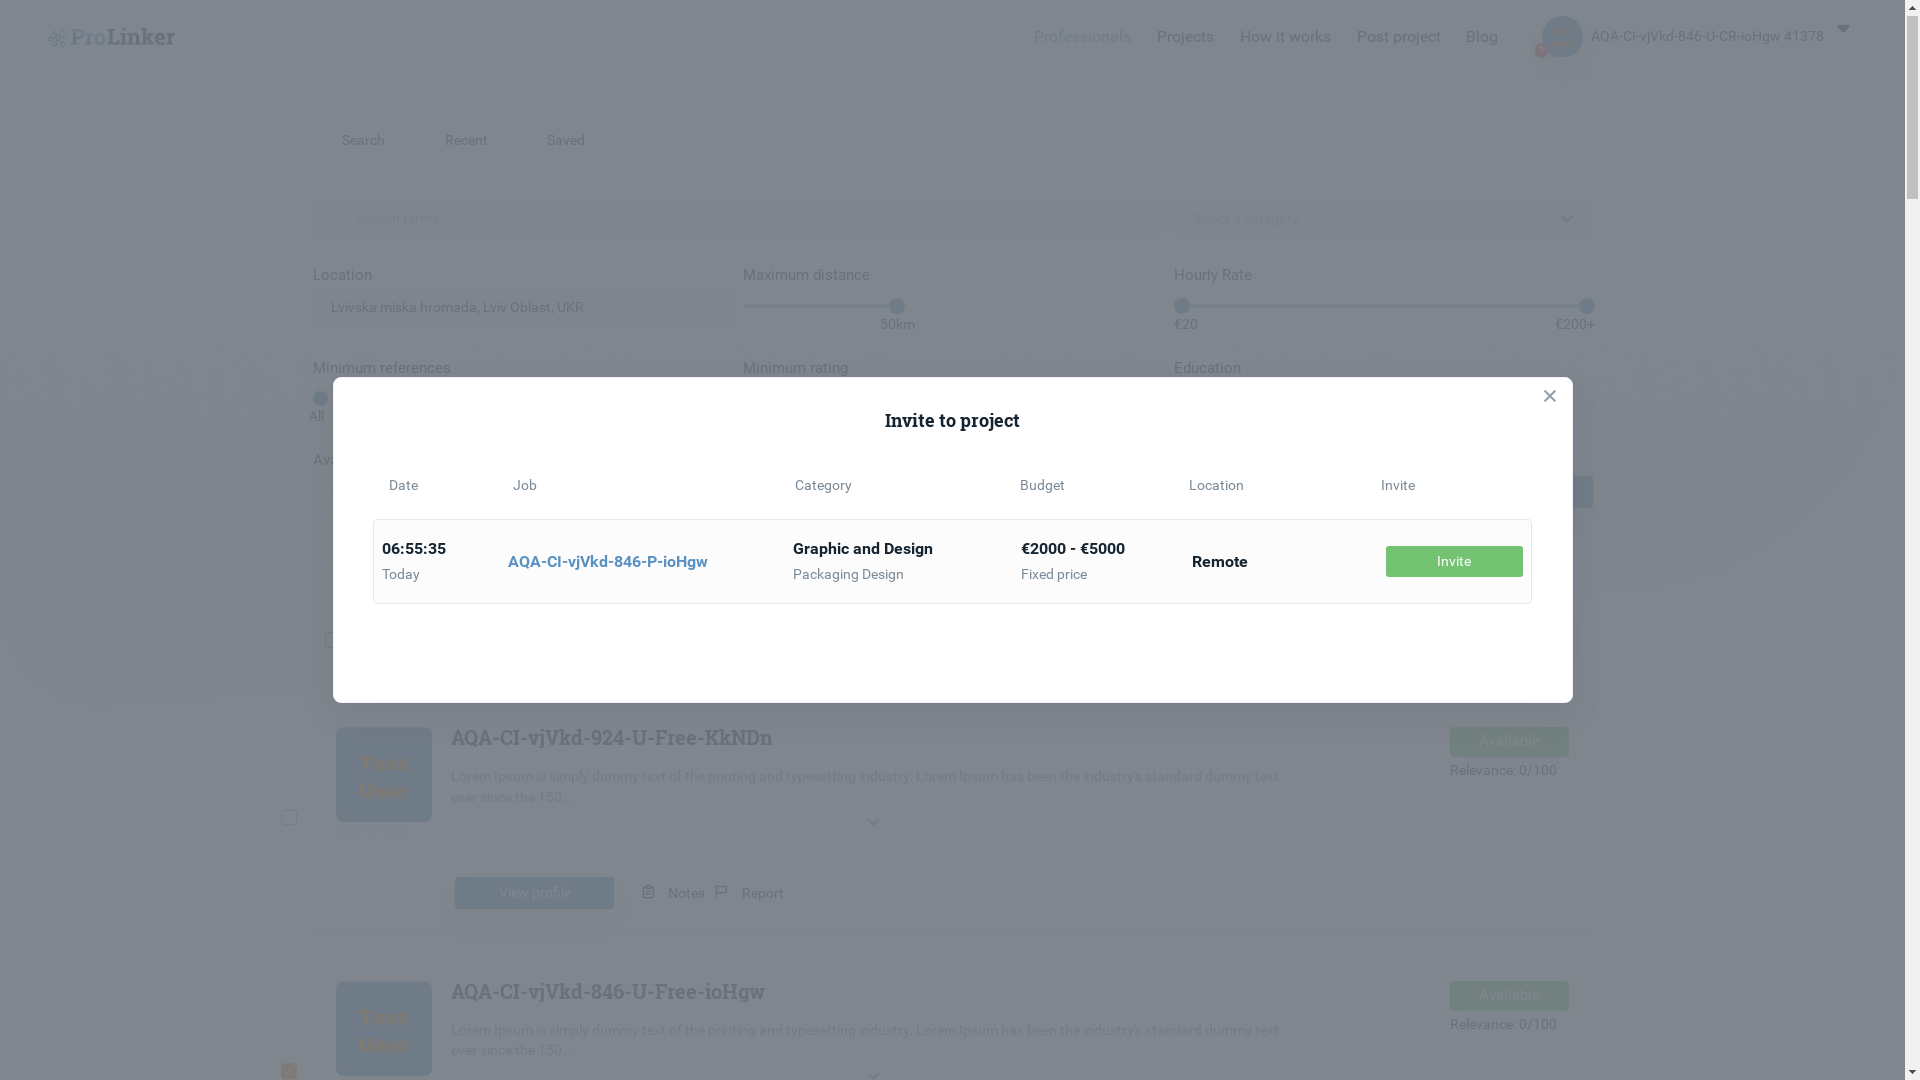 ProLinker
Professionals
Projects
How it works
Post project
Blog
AQA-CI-vjVkd-846-U-CR-ioHgw 41378
Search
Recent
Saved
Search terms
Select a category
Location
Maximum distance
Hourly Rate
Lvivska miska hromada, Lviv Oblast, UKR
50km
€20
€200+
Minimum references
Minimum rating
Education
All
Invite to project
Date
Job
Category
Budget
Location
Invite
06:55:35
Today
AQA-CI-vjVkd-846-P-ioHgw
Graphic and Design
Packaging Design
€2000 - €5000
Fixed price
Remote
Invite
AQA-CI-vjVkd-924-U-Free-KkNDn
Available
Relevance: 0/100
Lorem Ipsum is simply dummy text of the printing and typesetting industry. Lorem Ipsum has been the industry's standard dummy text
ever since the 150...
View profile
Notes
Report
AQA-CI-vjVkd-846-U-Free-ioHgw
Available
Relevance: 0/100
Lorem Ipsum is simply dummy text of the printing and typesetting industry. Lorem Ipsum has been the industry's standard dummy text
ever since the 150...